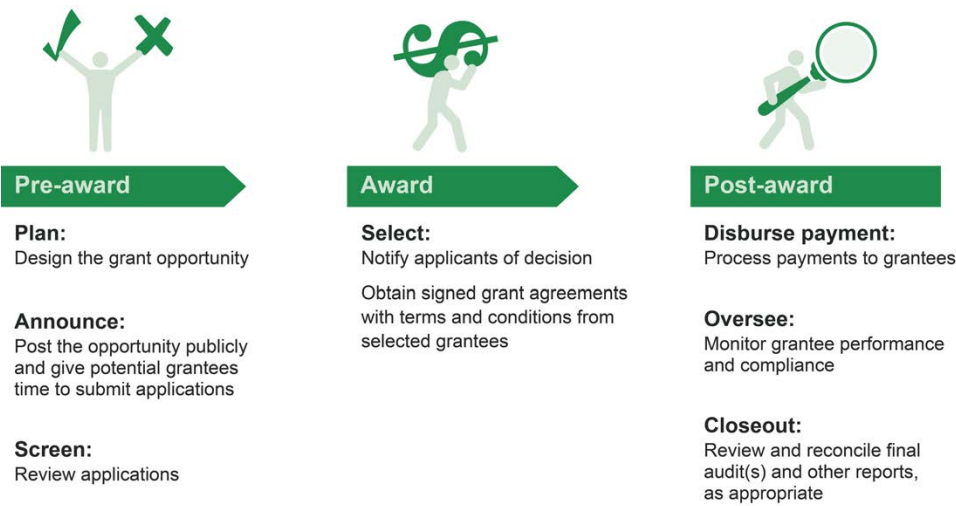 Pre-award
Plan:
Design the grant opportunity
Announce:
Post the opportunity publicly
and give potential grantees
time to submit applications
Screen:
Review applications
Award
Select:
Notify applicants of decision
Obtain signed grant agreements
with terms and conditions from
selected grantees
Post-award
Disburse payment:
Process payments to grantees
Oversee:
Monitor grantee performance
and compliance
Closeout:
Review and reconcile final
audit(s) and other reports,
as appropriate